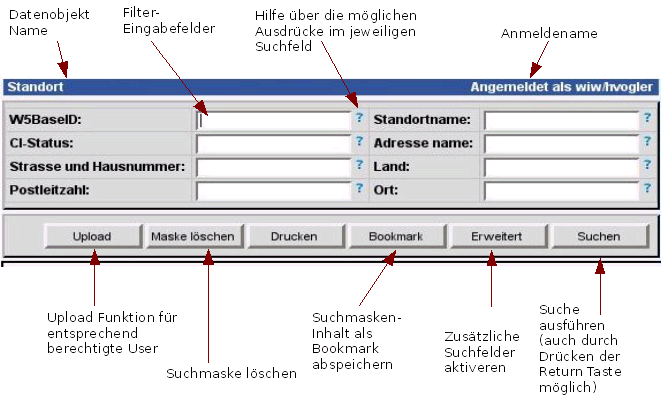 Datenobjekt
Name
Filter-
Eingabefelder
Hilfe über die möglichen
Ausdrücke im jeweiligen
Suchfeld
Anmeldename
Standort
Angemeldet als wiw/hvogler
W5BaseID:
?
Standortname:
?
CI-Status:
?
Adresse name:
?
Strasse und Hausnummer:
?
Land:
?
Postleitzahl:
?
Ort:
?
Upload
Maske löschen
Drucken
Bookmark
Erweitert
Suchen
Upload Funktion für
entsprechend
berechtigte User
Suchmaske löschen
Suchmasken-
Inhalt als
Bookmark
abspeichern
Zusätzliche
Suchfelder
aktiveren
Suche
ausführen
(auch durch
Drücken der
Return Taste
möglich)